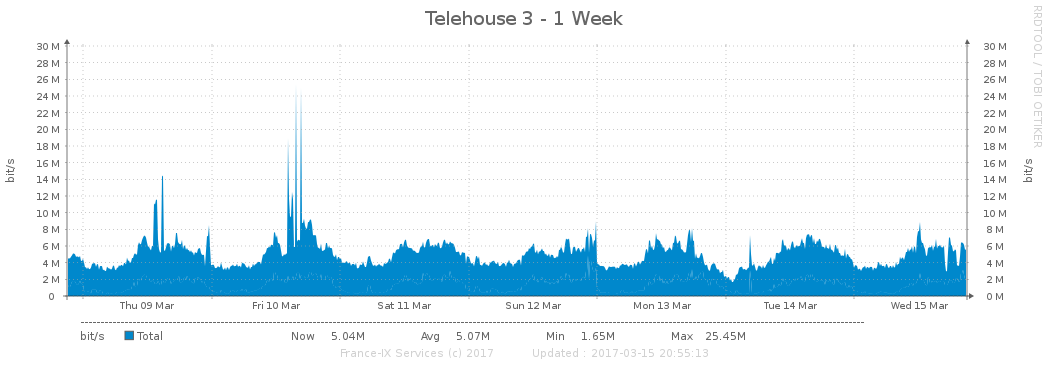 Telehouse 3 - 1 Week
RRDTOOL / TOBI OETIKER
bit/s
30 M 30 M
28 M 28 M
26 M 26 M
24 M 24 M
22 M 22 M
20 M 20 M
18 M 18 M
16 M 16 M
14 M 14 M
12 M 12 M
10 M 10 M
8 M 8 M
6 M 6 M
4 M 4 M
2 M 2 M
0 0 M
bit/s
Thu 09 Mar Fri 10 Mar Sat 11 Mar Sun 12 Mar Mon 13 Mar Tue 14 Mar Wed 15 Mar
bit/s Total Now 5.04M Avg 5.07M Min 1.65M Max 25.45M
France-IX Services (c) 2017 Updated : 2017-03-15 20:55:13